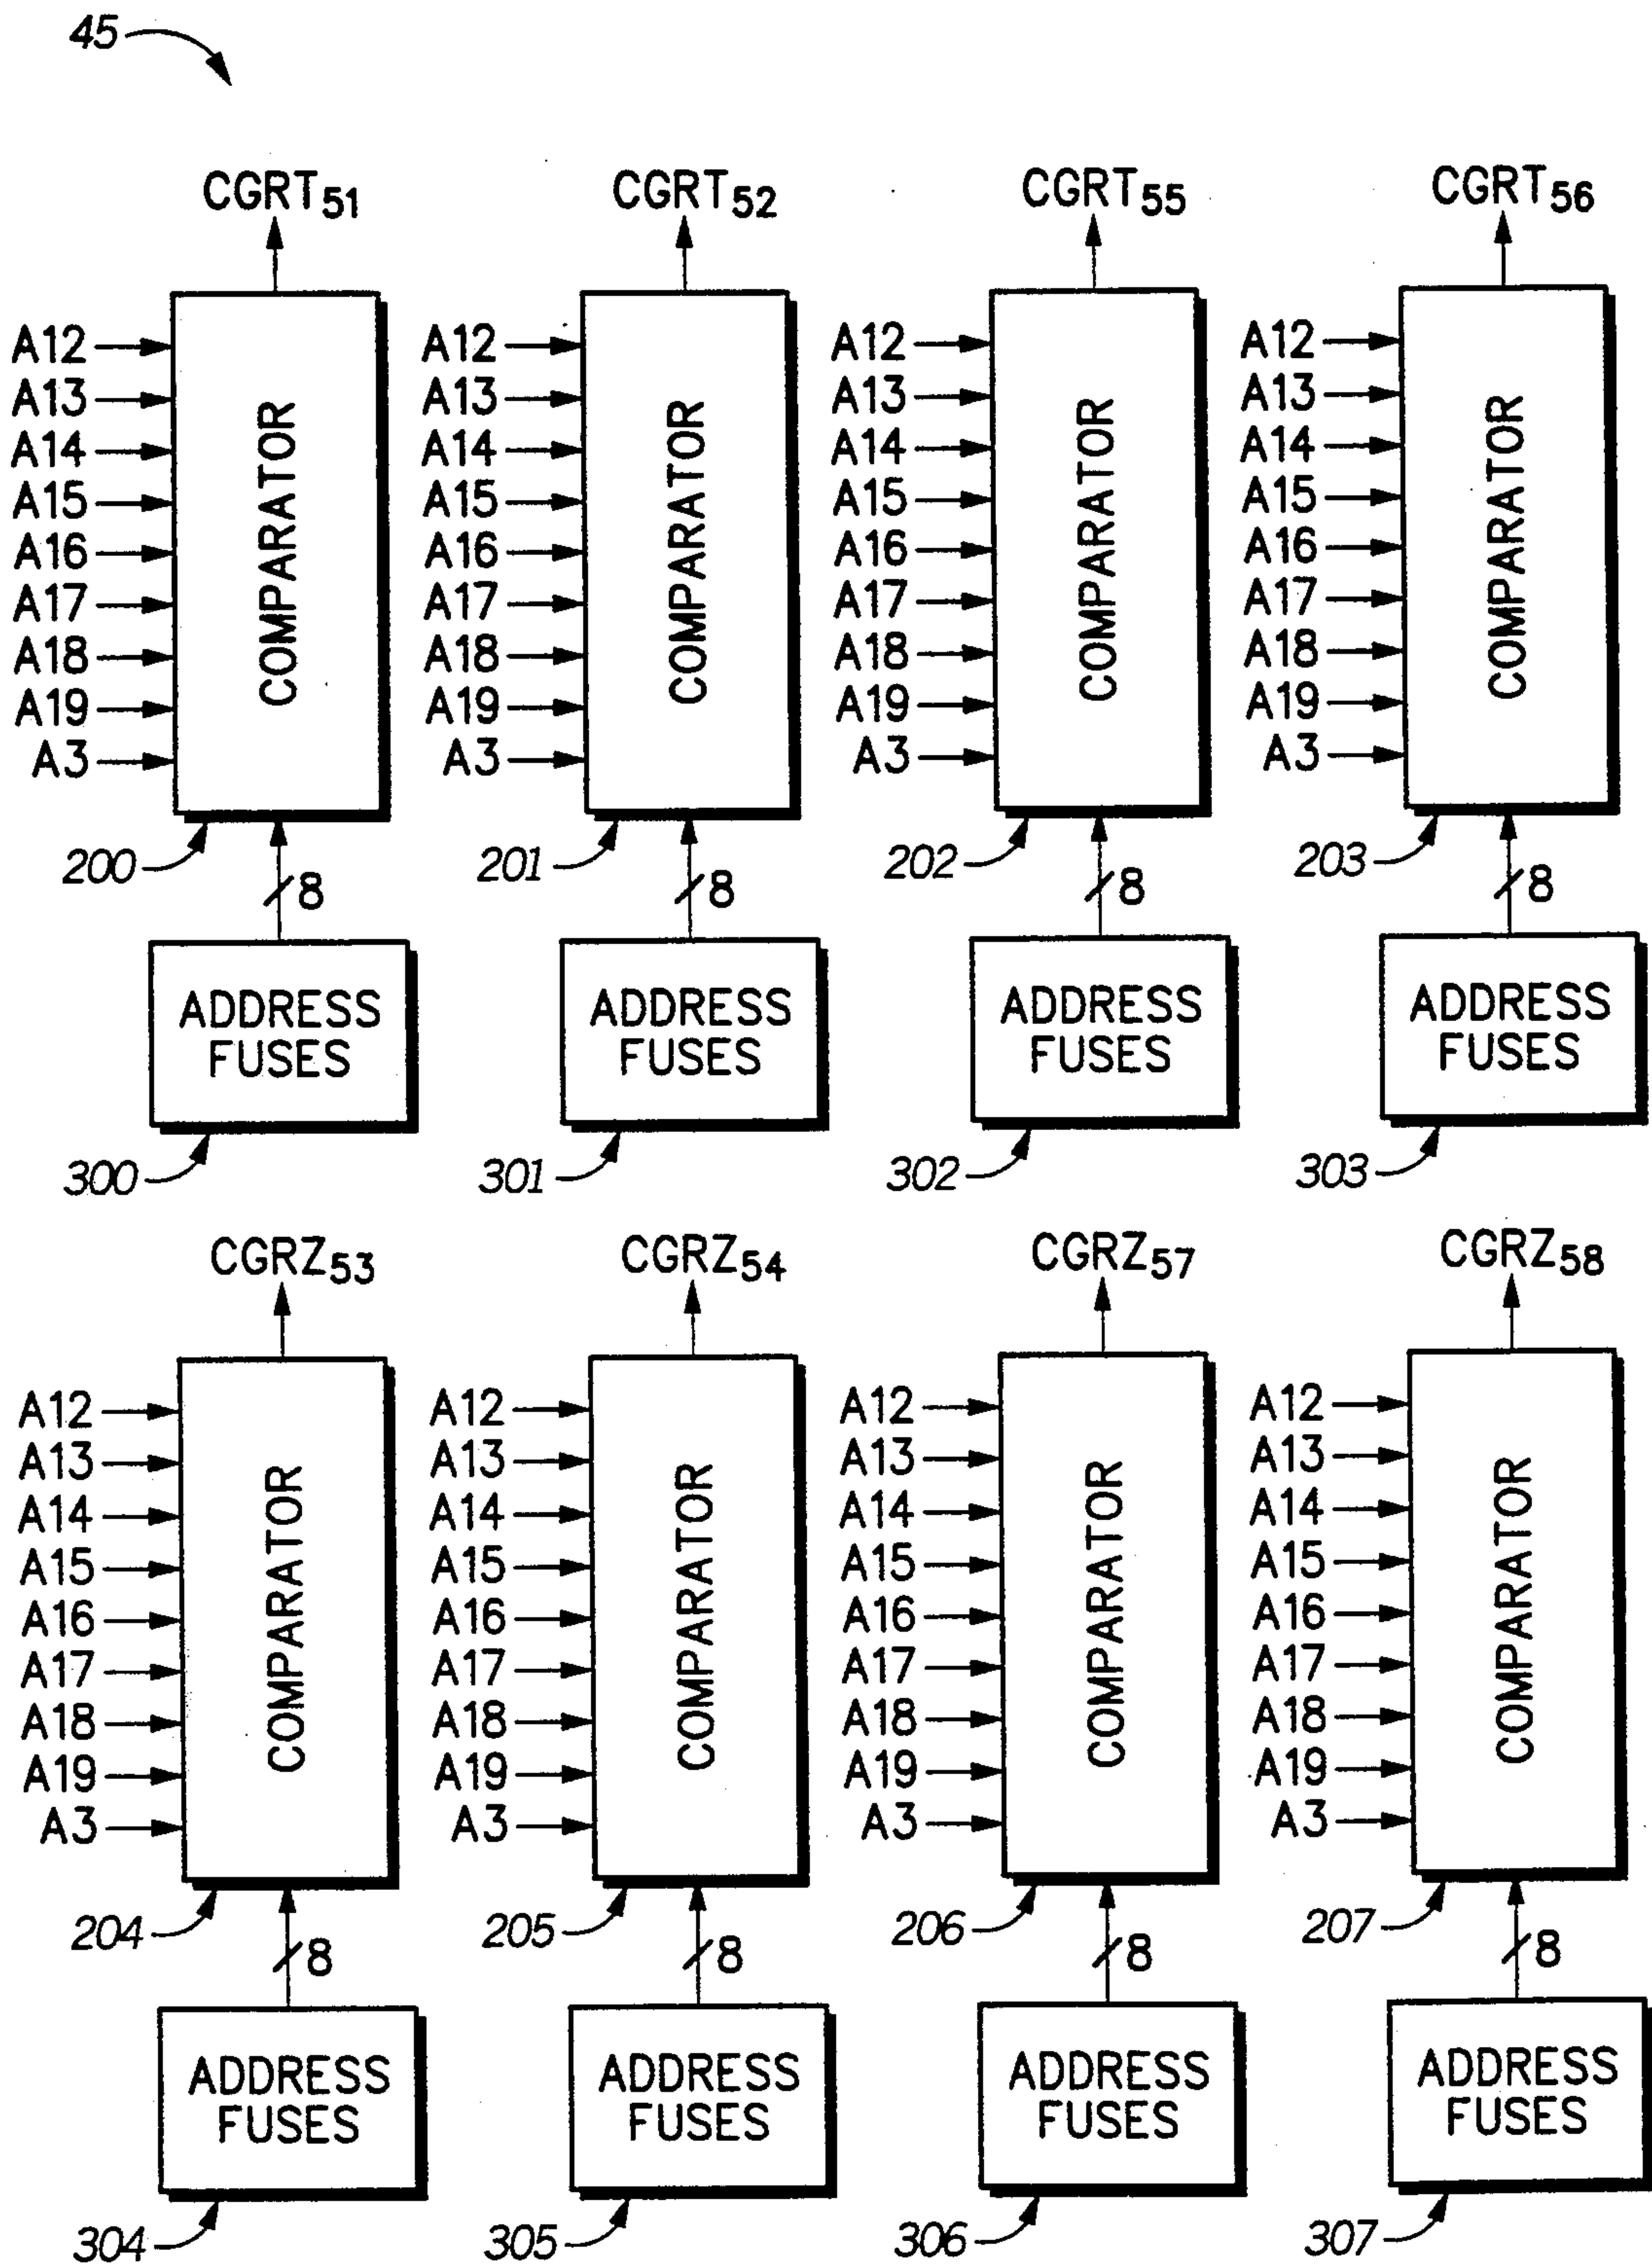 45
CGRT51 CGRT52 CGRT55 CGRT56
A12 A12 A12 A12
A13 A13 A13 A13
A14 A14 A14 A14
A15 A15 A15 A15
A16 A16 A16 A16
A17 A17 A17 A17
A18 A18 A18 A18
A19 A19 A19 A19
A3 A3 A3 A3
COMPARATOR COMPARATOR COMPARATOR COMPARATOR
200 201 202 203
8 8 8 8
ADDRESS ADDRESS ADDRESS ADDRESS
FUSES FUSES FUSES FUSES
300 301 302 303
CGRZ53 CGRZ54 CGRZ57 CGRZ58
A12 A12 A12 A12
A13 A13 A13 A13
A14 A14 A14 A14
A15 A15 A15 A15
A16 A16 A16 A16
A17 A17 A17 A17
A18 A18 A18 A18
A19 A19 A19 A19
A3 A3 A3 A3
COMPARATOR COMPARATOR COMPARATOR COMPARATOR
204 205 206 207
8 8 8 8
ADDRESS ADDRESS ADDRESS ADDRESS
FUSES FUSES FUSES FUSES
304 305 306 307